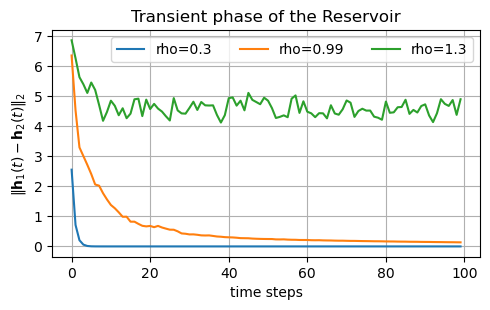 Transient phase of the Reservoir
rho=0.3 rho=0.99 rho=1.3
‖h₁(t) − h₂(t)‖₂
7
6
5
4
3
2
1
0
0 20 40 60 80 100
time steps